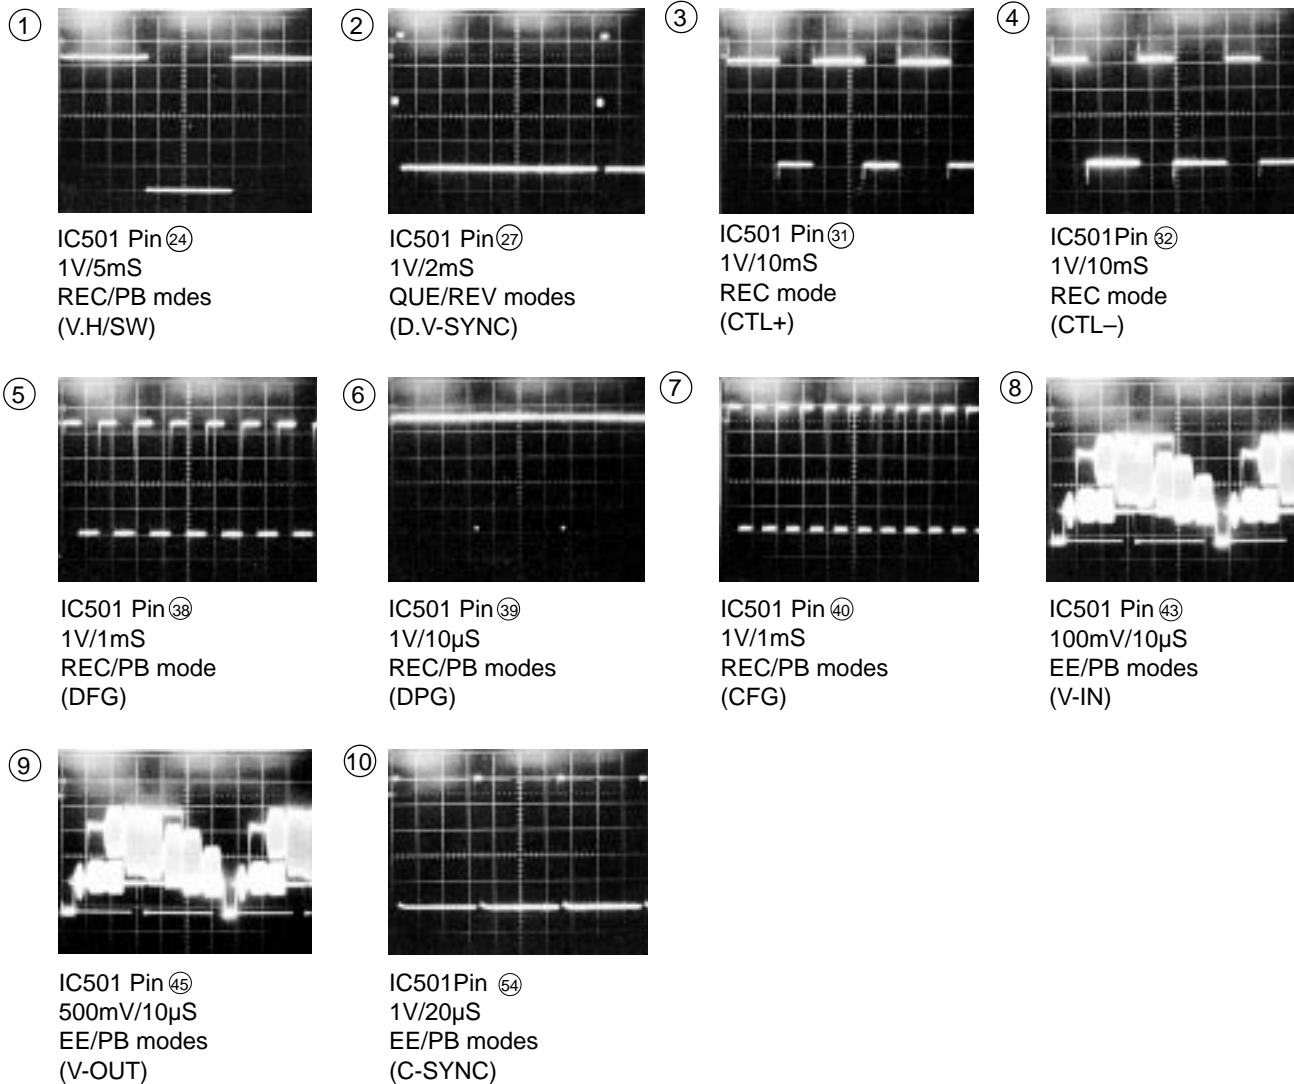 ①
IC501 Pin ㉔
1V/5mS
REC/PB mdes
(V.H/SW)
②
IC501 Pin ㉗
1V/2mS
QUE/REV modes
(D.V-SYNC)
③
IC501 Pin ㉛
1V/10mS
REC mode
(CTL+)
④
IC501Pin ㉜
1V/10mS
REC mode
(CTL–)
⑤
IC501 Pin ㊳
1V/1mS
REC/PB mode
(DFG)
⑥
IC501 Pin ㊴
1V/10µS
REC/PB modes
(DPG)
⑦
IC501 Pin ㊵
1V/1mS
REC/PB modes
(CFG)
⑧
IC501 Pin ㊸
100mV/10µS
EE/PB modes
(V-IN)
⑨
IC501 Pin ㊺
500mV/10µS
EE/PB modes
(V-OUT)
⑩
IC501Pin 54
1V/20µS
EE/PB modes
(C-SYNC)